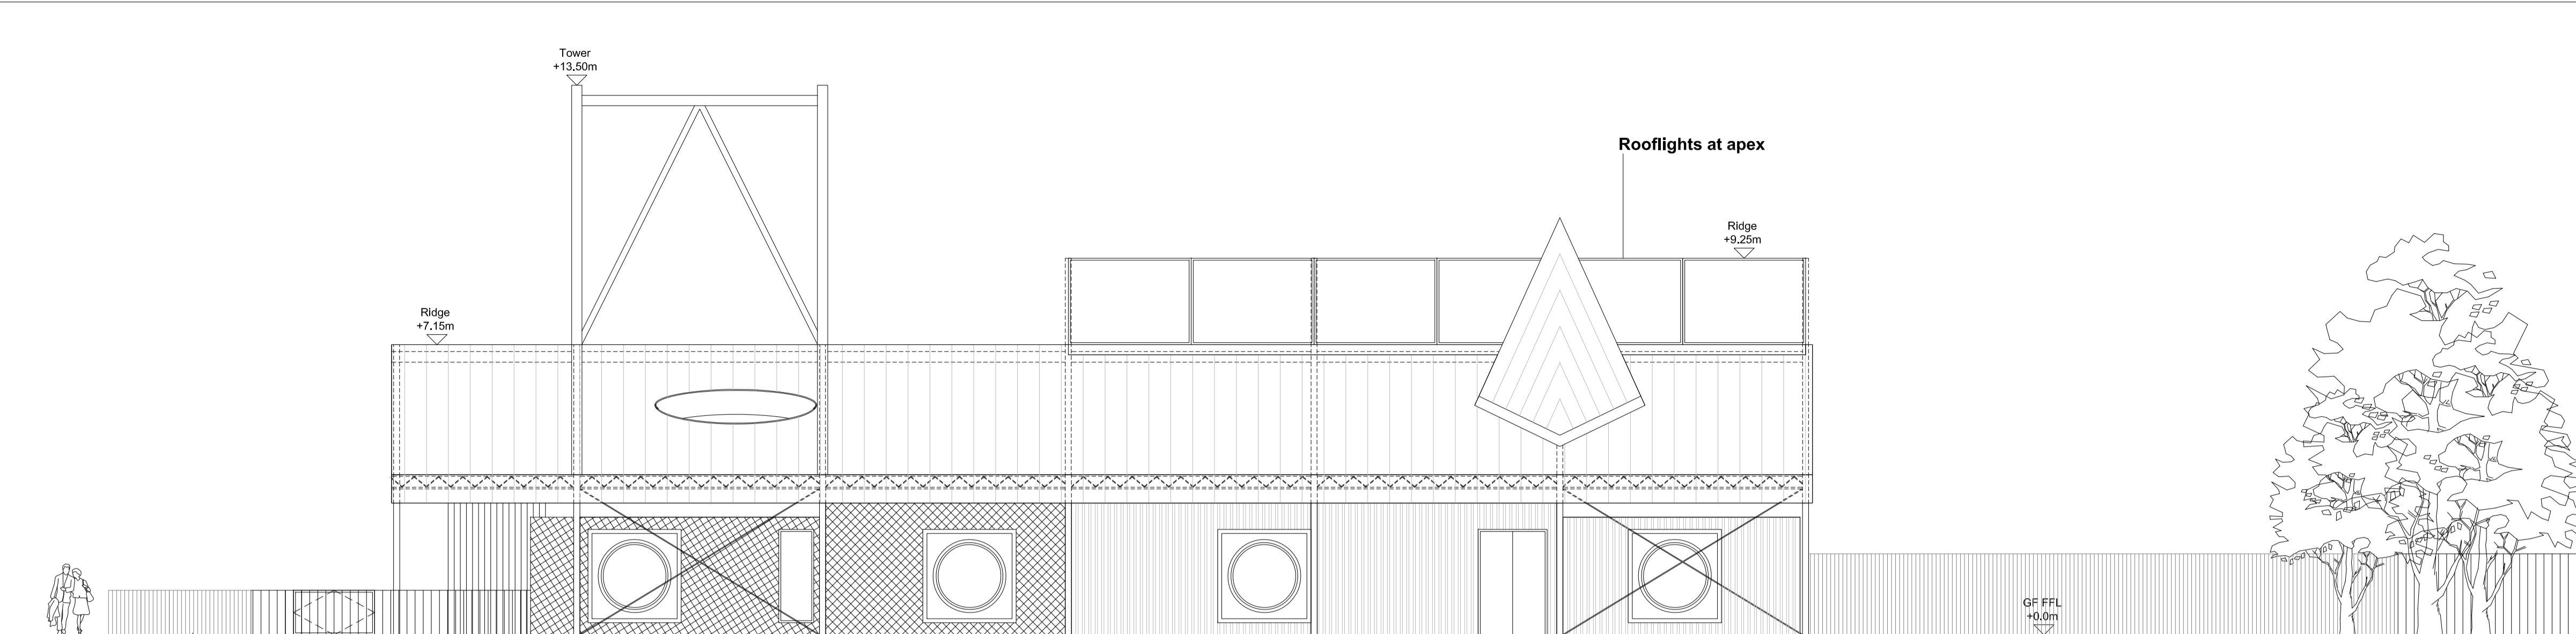 Tower
+13.50m
Rooflights at apex
Ridge
+9.25m
Ridge
+7.15m
GF FFL
+0.0m